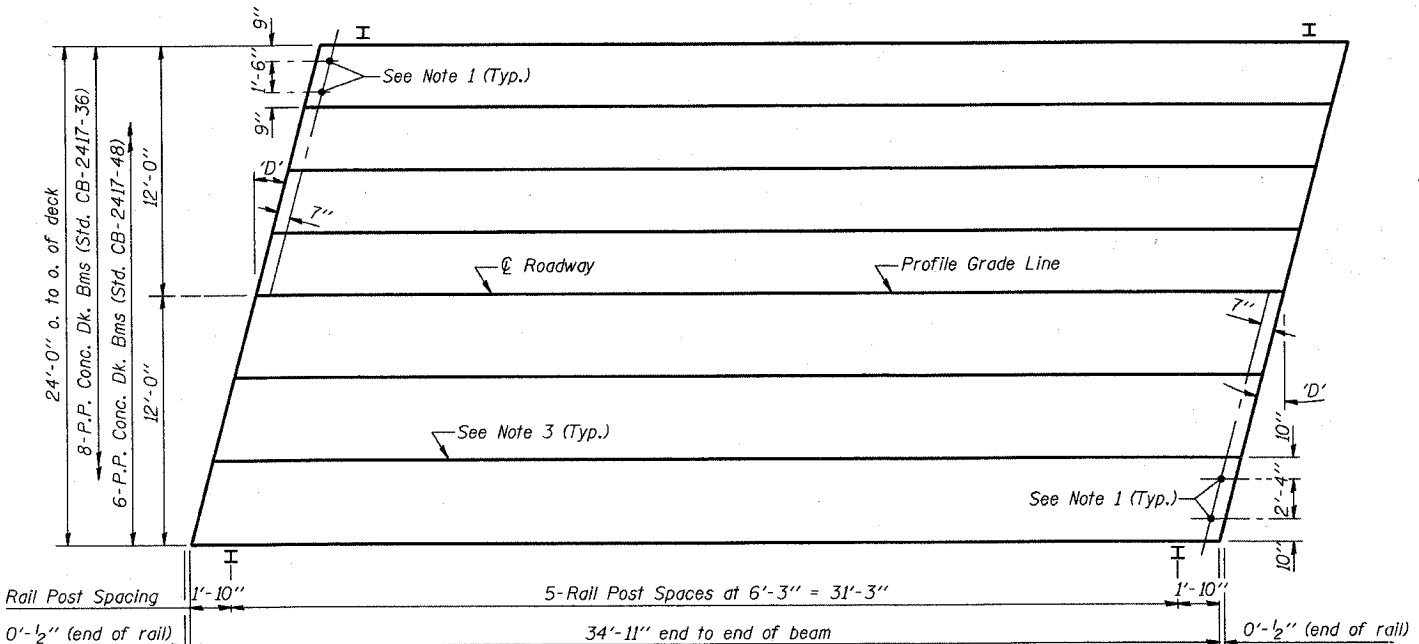 9"
1'-6"
9"
See Note 1 (Typ.)
24'-0" o. to o. of deck
8-P.P. Conc. Dk. Bms (Std. CB-2417-36)
6-P.P. Conc. Dk. Bms (Std. CB-2417-48)
12'-0"
12'-0"
'D'
7"
℄ Roadway
Profile Grade Line
7"
'D'
See Note 3 (Typ.)
See Note 1 (Typ.)
10"
2'-4"
10"
Rail Post Spacing
1'-10"
5-Rail Post Spaces at 6'-3" = 31'-3"
1'-10"
0'-½" (end of rail)
34'-11" end to end of beam
0'-½" (end of rail)